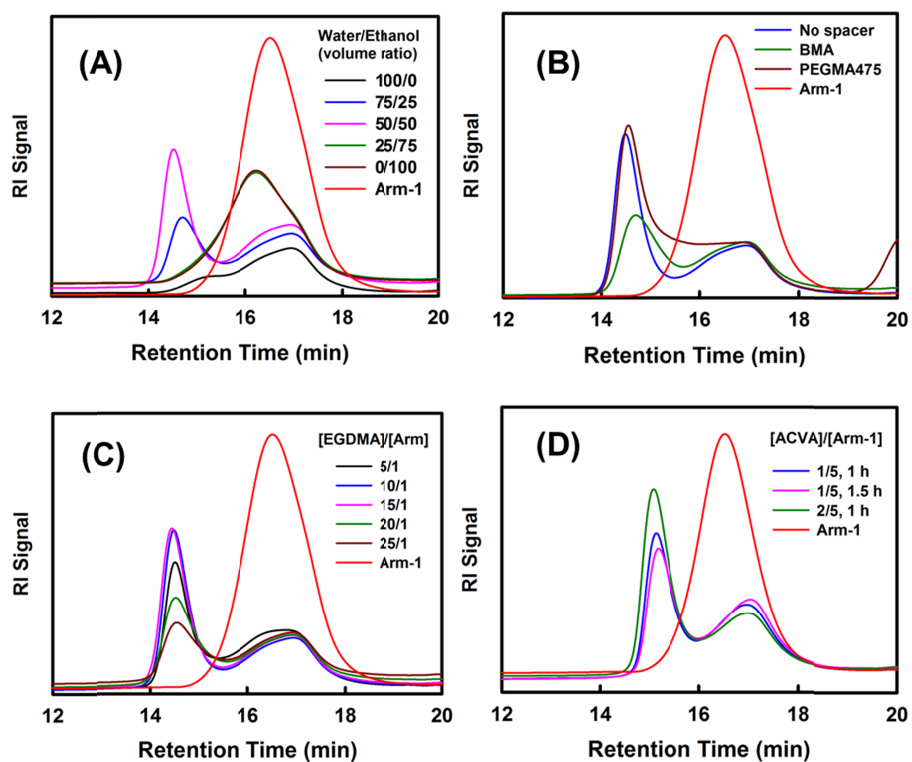 (A)
Water/Ethanol
(volume ratio)
100/0
75/25
50/50
25/75
0/100
Arm-1
RI Signal
12 14 16 18 20
Retention Time (min)
(B)
No spacer
BMA
PEGMA475
Arm-1
RI Signal
12 14 16 18 20
Retention Time (min)
(C)
[EGDMA]/[Arm]
5/1
10/1
15/1
20/1
25/1
Arm-1
RI Signal
12 14 16 18 20
Retention Time (min)
(D)
[ACVA]/[Arm-1]
1/5, 1 h
1/5, 1.5 h
2/5, 1 h
Arm-1
RI Signal
12 14 16 18 20
Retention Time (min)